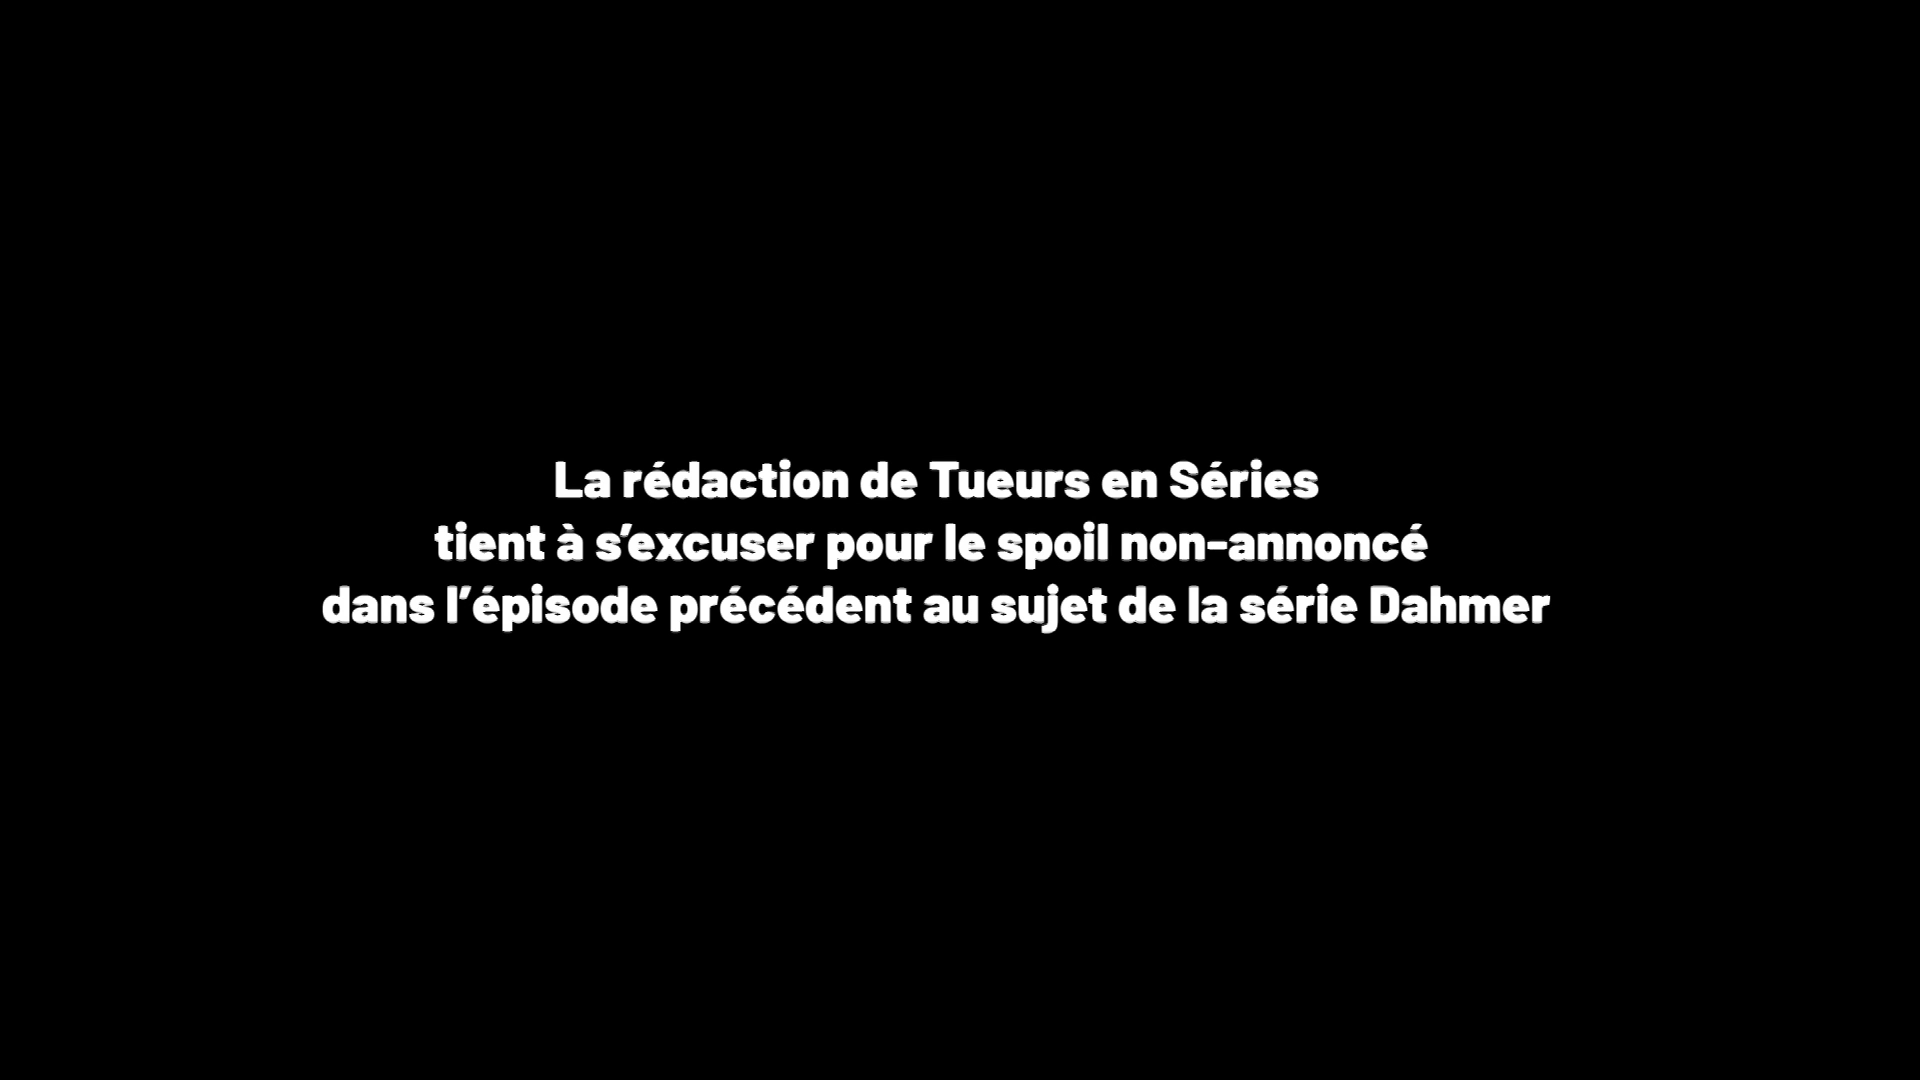 La rédaction de Tueurs en Séries
tient à s’excuser pour le spoil non-annoncé
dans l’épisode précédent au sujet de la série Dahmer